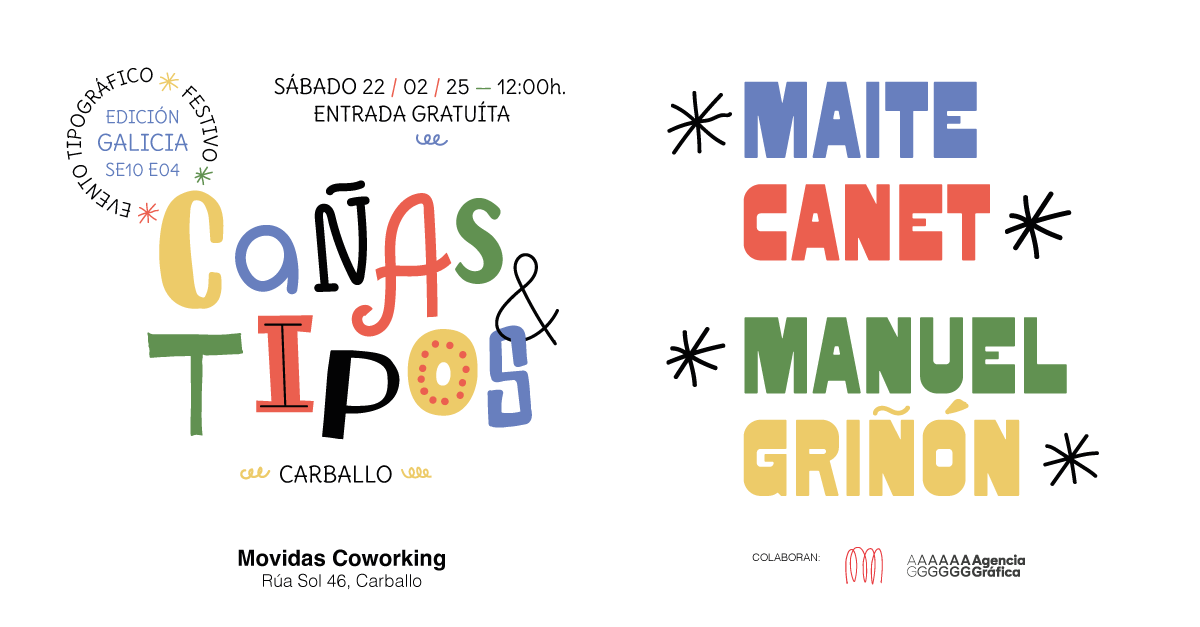 EVENTO TIPOGRÁFICO * FESTIVO *
EDICIÓN
GALICIA
SE10 E04
SÁBADO 22 / 02 / 25 — 12:00h.
ENTRADA GRATUÍTA
CAÑAS
&
TIPOS
CARBALLO
Movidas Coworking
Rúa Sol 46, Carballo
MAITE
CANET
MANUEL
GRIÑÓN
COLABORAN:
AAAAAAAgencia
GGGGGGGráfica